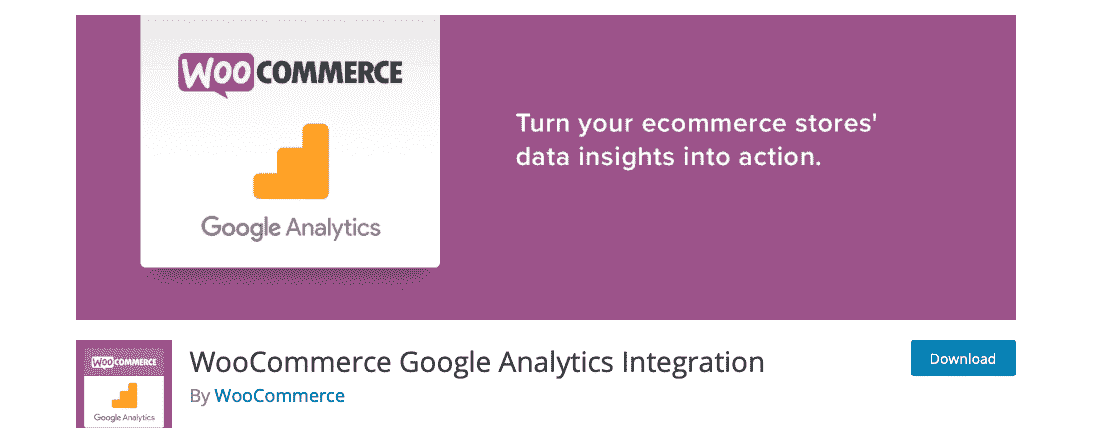 WOOCOMMERCE
Google Analytics
Turn your ecommerce stores'
data insights into action.
WOOCOMMERCE
Google Analytics
WooCommerce Google Analytics Integration
By WooCommerce
Download